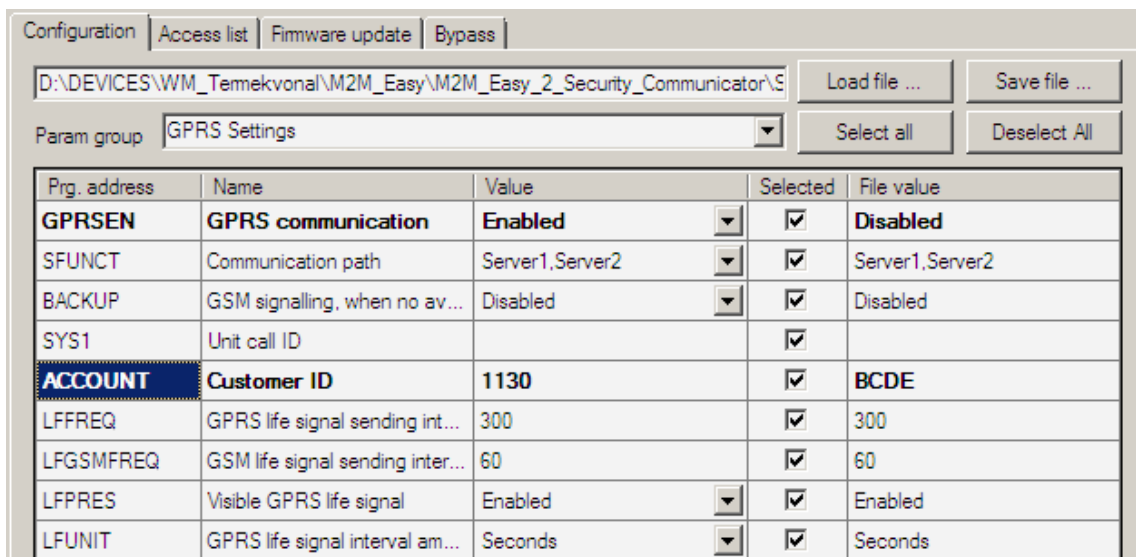 Configuration Access list Firmware update Bypass
D:\DEVICES\WM_Termekvonal\M2M_Easy\M2M_Easy_2_Security_Communicator\S Load file ... Save file ...
Param group GPRS Settings Select all Deselect All
Prg. address Name Value Selected File value
GPRSEN GPRS communication Enabled Disabled
SFUNCT Communication path Server1,Server2 Server1,Server2
BACKUP GSM signalling, when no av... Disabled Disabled
SYS1 Unit call ID
ACCOUNT Customer ID 1130 BCDE
LFFREQ GPRS life signal sending int... 300 300
LFGSMFREQ GSM life signal sending inter... 60 60
LFPRES Visible GPRS life signal Enabled Enabled
LFUNIT GPRS life signal interval am... Seconds Seconds